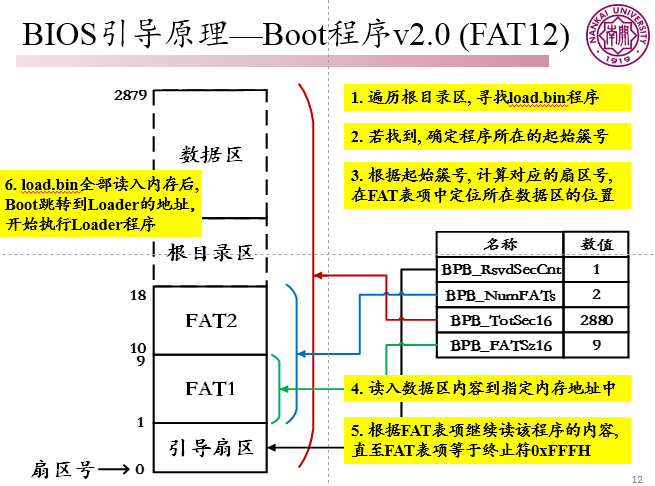 BIOS引导原理—Boot程序v2.0 (FAT12)
NANKAI UNIVERSITY
南開
·1919·
2879
数据区
根目录区
18
FAT2
10
9
FAT1
1
引导扇区
扇区号
0
1. 遍历根目录区, 寻找load.bin程序
2. 若找到, 确定程序所在的起始簇号
3. 根据起始簇号, 计算对应的扇区号,
在FAT表项中定位所在数据区的位置
6. load.bin全部读入内存后,
Boot跳转到Loader的地址,
开始执行Loader程序
名称 数值
BPB_RsvdSecCnt 1
BPB_NumFATs 2
BPB_TotSec16 2880
BPB_FATSz16 9
4. 读入数据区内容到指定内存地址中
5. 根据FAT表项继续读该程序的内容,
直至FAT表项等于终止符0xFFFH
12